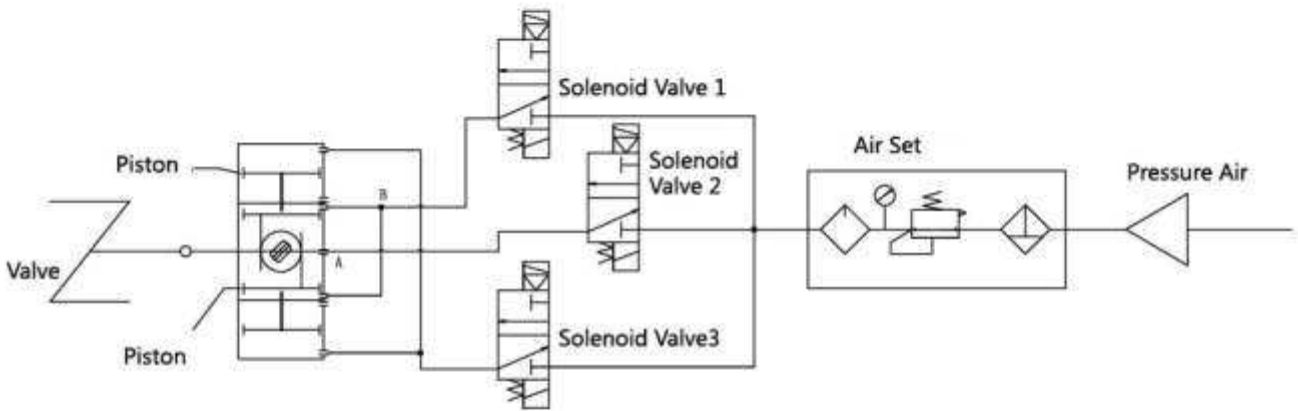 Solenoid Valve 1
Piston
Solenoid
Valve 2
Air Set
Pressure Air
B
A
Valve
Solenoid Valve3
Piston